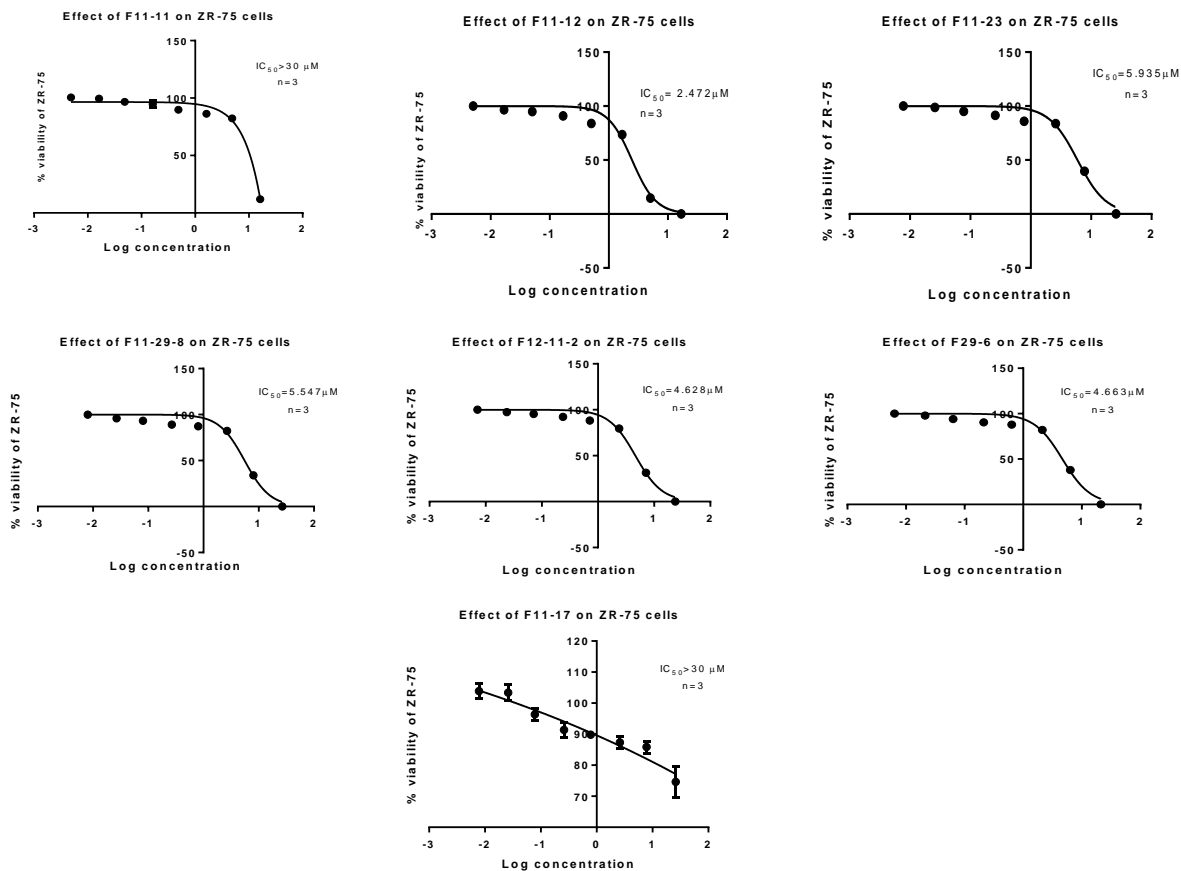 Effect of F11-11 on ZR-75 cells
% viability of ZR-75
150
100
50
IC50>30 µM
n=3
-3 -2 -1 0 1 2
Log concentration
Effect of F11-12 on ZR-75 cells
% viability of ZR-75
150
100
50
-50
IC50= 2.472µM
n=3
-3 -2 -1 0 1 2
Log concentration
Effect of F11-23 on ZR-75 cells
% viability of ZR-75
150
100
50
-50
IC50=5.935µM
n=3
-3 -2 -1 1 2
Log concentration
Effect of F11-29-8 on ZR-75 cells
% viability of ZR-75
150
100
50
-50
IC50=5.547µM
n=3
-3 -2 -1 1 2
Log concentration
Effect of F12-11-2 on ZR-75 cells
% viability of ZR-75
150
100
50
-50
IC50=4.628µM
n=3
-3 -2 -1 1 2
Log concentration
Effect of F29-6 on ZR-75 cells
% viability of ZR-75
150
100
50
-50
IC50=4.663µM
n=3
-3 -2 -1 1 2
Log concentration
Effect of F11-17 on ZR-75 cells
% viability of ZR-75
120
110
100
90
80
70
IC50>30 µM
n=3
-3 -2 -1 0 1 2
Log concentration